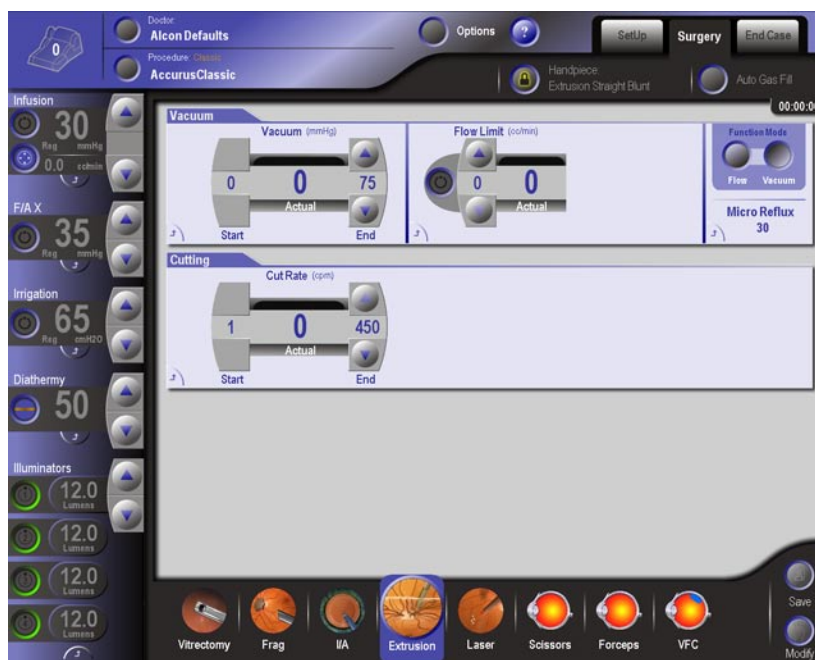 0
Doctor:
Alcon Defaults
Procedure: Classic
AccurusClassic
Options
?
SetUp
Surgery
End Case
Handpiece:
Extrusion Straight Blunt
Auto Gas Fill
00:00:0
Infusion
30
Reg mmHg
0.0 cc/min
F/A X
35
Reg mmHg
Irrigation
65
Reg cmH2O
Diathermy
50
Illuminators
12.0
Lumens
12.0
Lumens
12.0
Lumens
12.0
Lumens
Vacuum
Vacuum (mmHg)
0 0 75
Actual
Start End
Flow Limit (cc/min)
0 0
Actual
Function Mode
Flow Vacuum
Micro Reflux
30
Cutting
Cut Rate (cpm)
1 0 450
Actual
Start End
Vitrectomy
Frag
I/A
Extrusion
Laser
Scissors
Forceps
VFC
Save
Modify